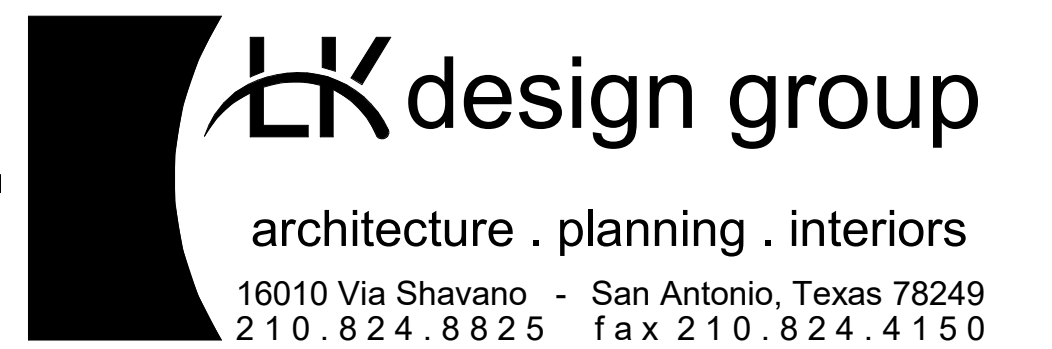 LK design group
architecture . planning . interiors
16010 Via Shavano - San Antonio, Texas 78249
210.824.8825 fax 210.824.4150